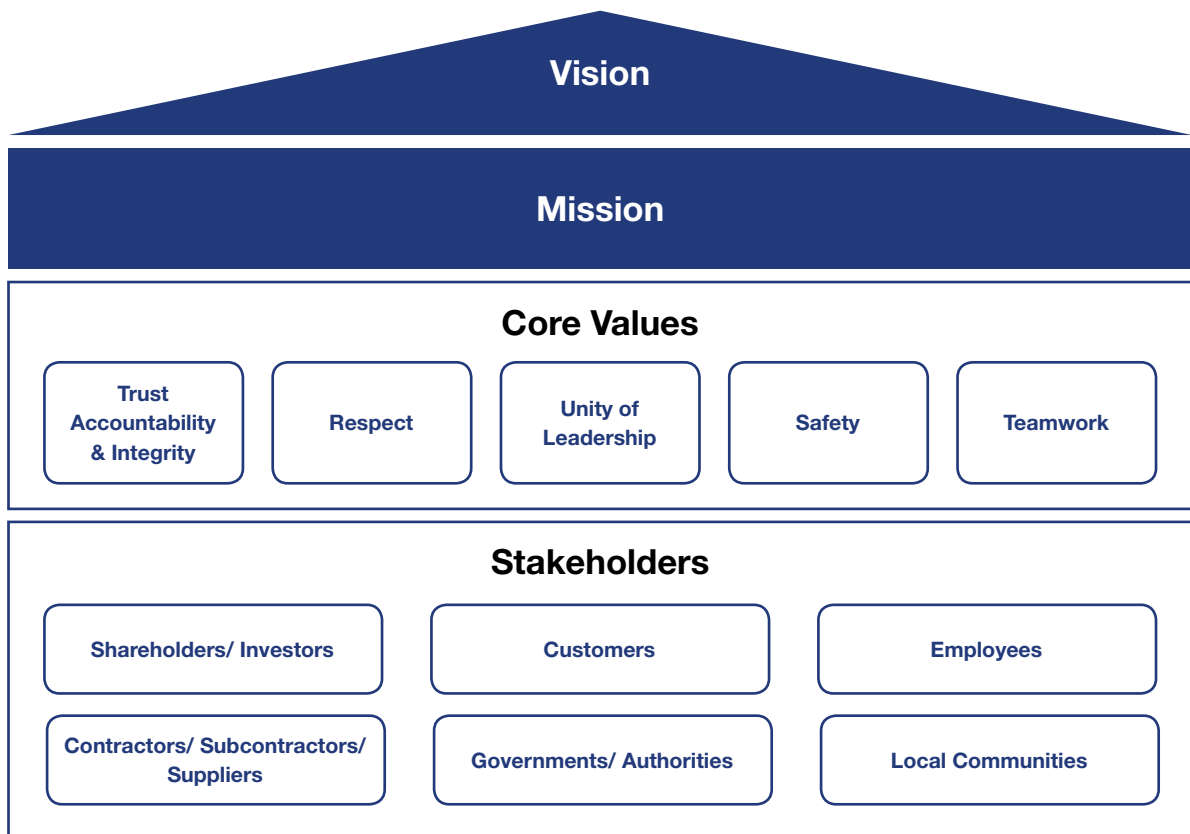 Vision
Mission
Core Values
Trust
Accountability
& Integrity
Respect
Unity of
Leadership
Safety
Teamwork
Stakeholders
Shareholders/ Investors
Customers
Employees
Contractors/ Subcontractors/
Suppliers
Governments/ Authorities
Local Communities